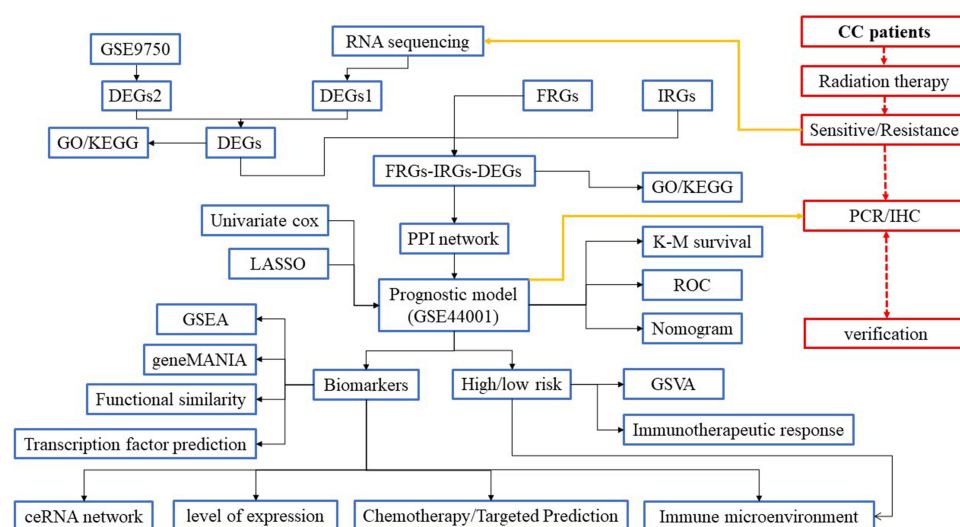 CC patients
RNA sequencing
GSE9750
Radiation therapy
DEGs2
DEGs1
FRGs
IRGs
Sensitive/Resistance
GO/KEGG
DEGs
FRGs-IRGs-DEGs
GO/KEGG
PCR/IHC
Univariate cox
PPI network
K-M survival
LASSO
Prognostic model
(GSE44001)
ROC
GSEA
Nomogram
verification
geneMANIA
Biomarkers
High/low risk
GSVA
Functional similarity
Immunotherapeutic response
Transcription factor prediction
ceRNA network
level of expression
Chemotherapy/Targeted Prediction
Immune microenvironment